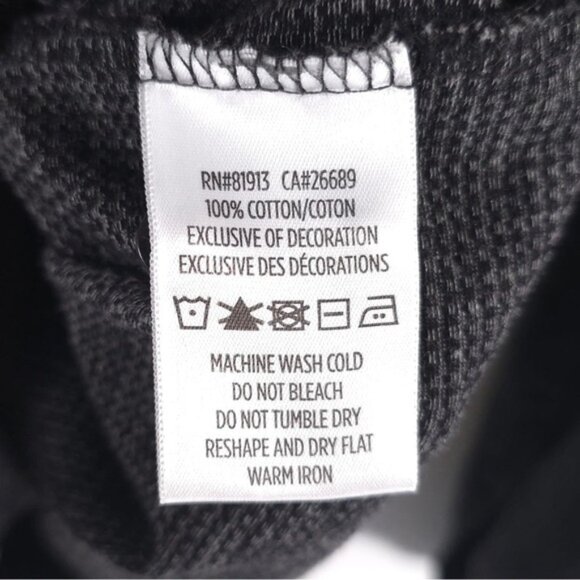 RN#81913 CA#26689
100% COTTON/COTON
EXCLUSIVE OF DECORATION
EXCLUSIVE DES DÉCORATIONS
MACHINE WASH COLD
DO NOT BLEACH
DO NOT TUMBLE DRY
RESHAPE AND DRY FLAT
WARM IRON